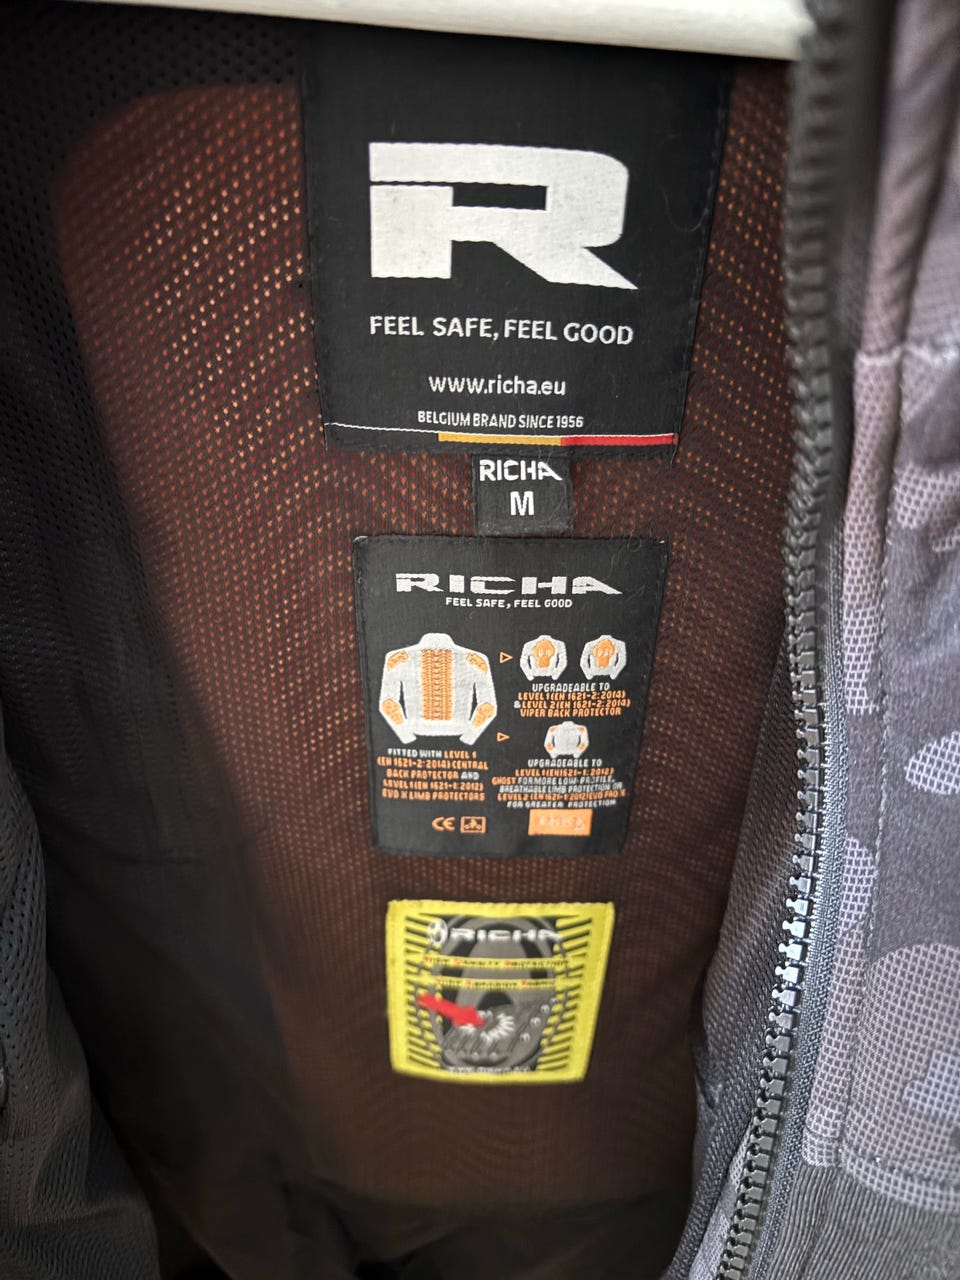 R
FEEL SAFE, FEEL GOOD
www.richa.eu
BELGIUM BRAND SINCE 1956
RICHA
M
RICHA
FEEL SAFE, FEEL GOOD
FITTED WITH LEVEL 1
(EN 1621-2:2014) CENTRAL
BACK PROTECTOR AND
LEVEL 1 (EN 1621-1:2012)
EVO X LIMB PROTECTORS
UPGRADEABLE TO
LEVEL 1 (EN 1621-2:2014)
& LEVEL 2 (EN 1621-2:2014)
VIPER BACK PROTECTOR
UPGRADEABLE TO
LEVEL 1 (EN1621-1:2012)
GHOST FOR MORE LOW-PROFILE,
BREATHABLE LIMB PROTECTION OR
LEVEL 2 (EN 1621-1:2012) EVO PRO X
FOR GREATER PROTECTION
CE
RICHA